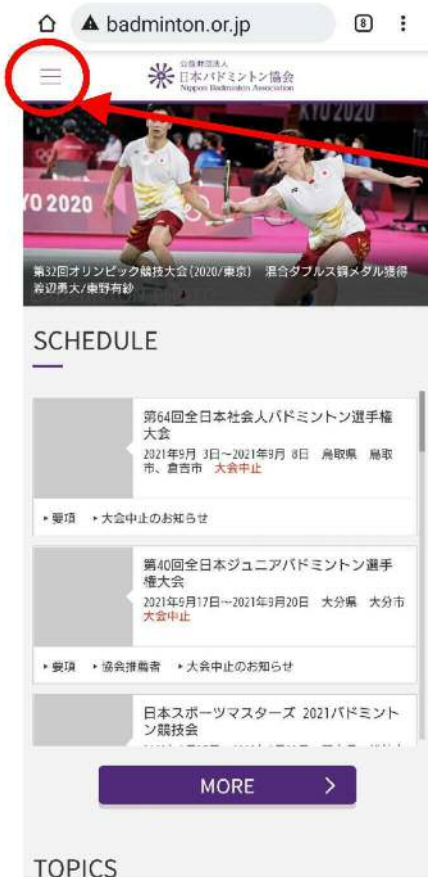 badminton.or.jp
8
公益財団法人
日本バドミントン協会
Nippon Badminton Association
KYO 2020
YO 2020
第32回オリンピック競技大会(2020/東京) 混合ダブルス銅メダル獲得
渡辺勇大/東野有紗
SCHEDULE
第64回全日本社会人バドミントン選手権
大会
2021年9月 3日～2021年9月 8日 鳥取県 鳥取
市、倉吉市 大会中止
▸要項 ▸大会中止のお知らせ
第40回全日本ジュニアバドミントン選手
権大会
2021年9月17日～2021年9月20日 大分県 大分市
大会中止
▸要項 ▸協会推薦者 ▸大会中止のお知らせ
日本スポーツマスターズ 2021バドミント
ン競技会
MORE
TOPICS